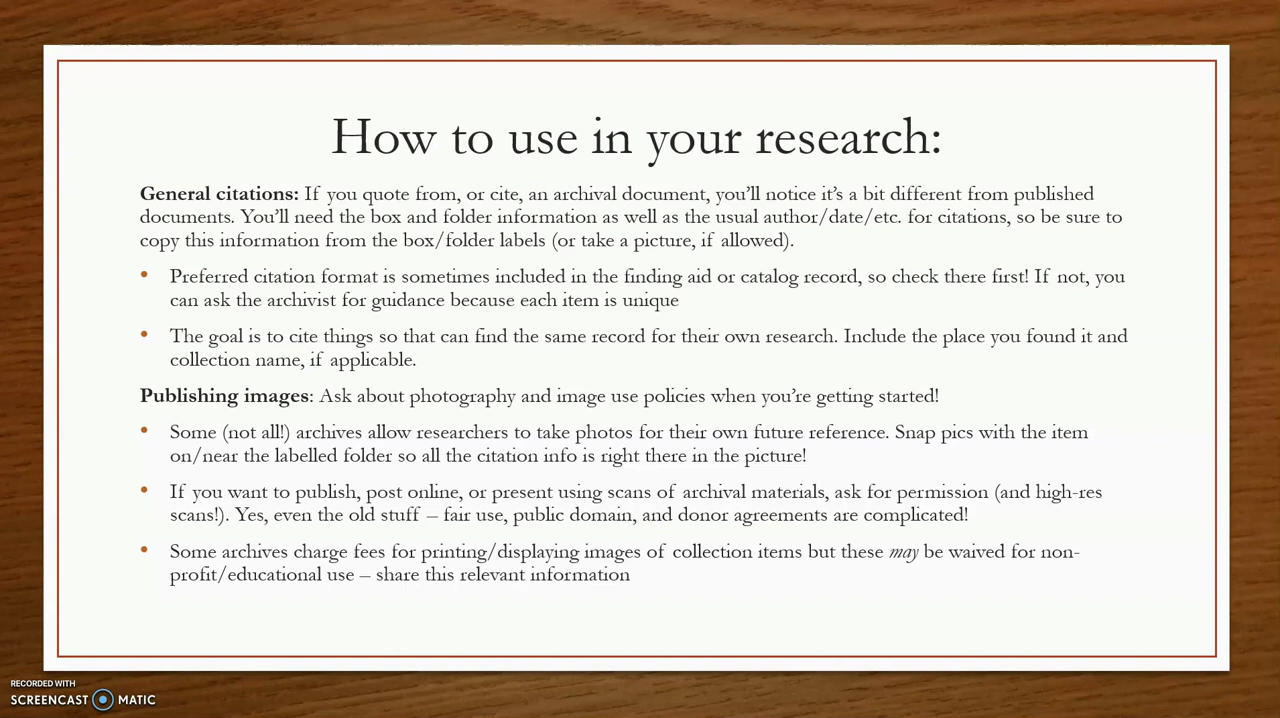 How to use in your research:
General citations: If you quote from, or cite, an archival document, you’ll notice it’s a bit different from published
documents. You’ll need the box and folder information as well as the usual author/date/etc. for citations, so be sure to
copy this information from the box/folder labels (or take a picture, if allowed).
• Preferred citation format is sometimes included in the finding aid or catalog record, so check there first! If not, you
can ask the archivist for guidance because each item is unique
• The goal is to cite things so that can find the same record for their own research. Include the place you found it and
collection name, if applicable.
Publishing images: Ask about photography and image use policies when you’re getting started!
• Some (not all!) archives allow researchers to take photos for their own future reference. Snap pics with the item
on/near the labelled folder so all the citation info is right there in the picture!
• If you want to publish, post online, or present using scans of archival materials, ask for permission (and high-res
scans!). Yes, even the old stuff – fair use, public domain, and donor agreements are complicated!
• Some archives charge fees for printing/displaying images of collection items but these may be waived for non-
profit/educational use – share this relevant information
RECORDED WITH
SCREENCAST MATIC